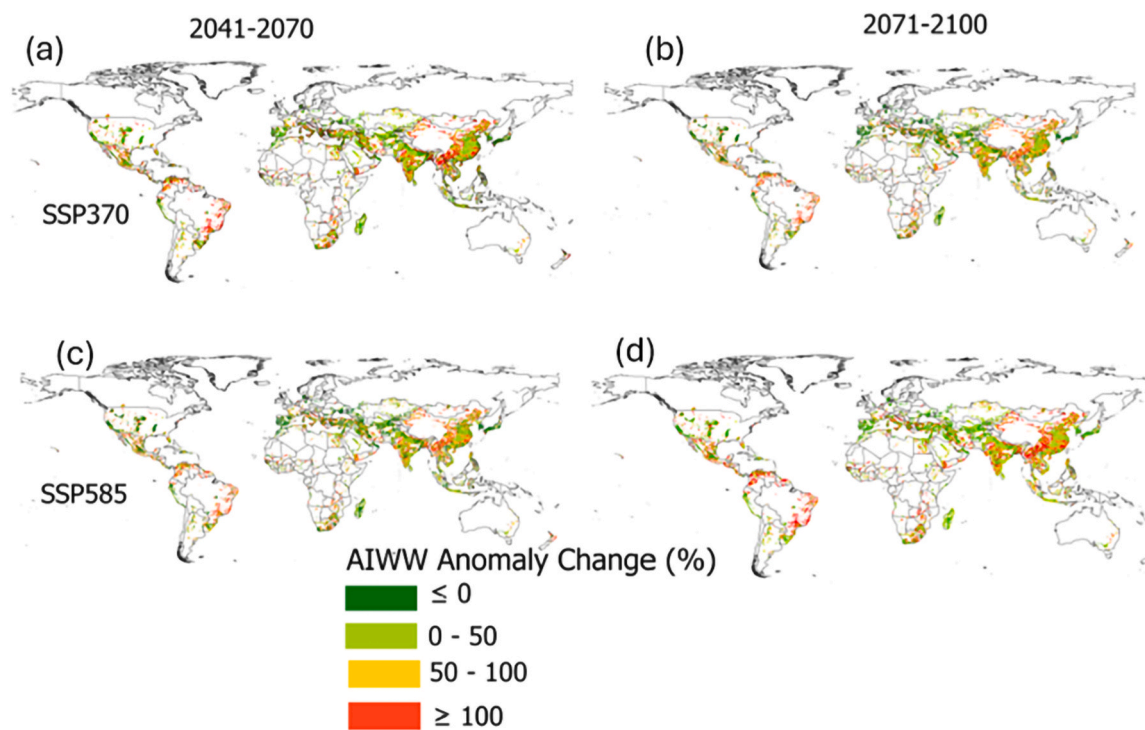 2041-2070
2071-2100
(a)
(b)
SSP370
(c)
(d)
SSP585
AIWW Anomaly Change (%)
≤ 0
0 - 50
50 - 100
≥ 100